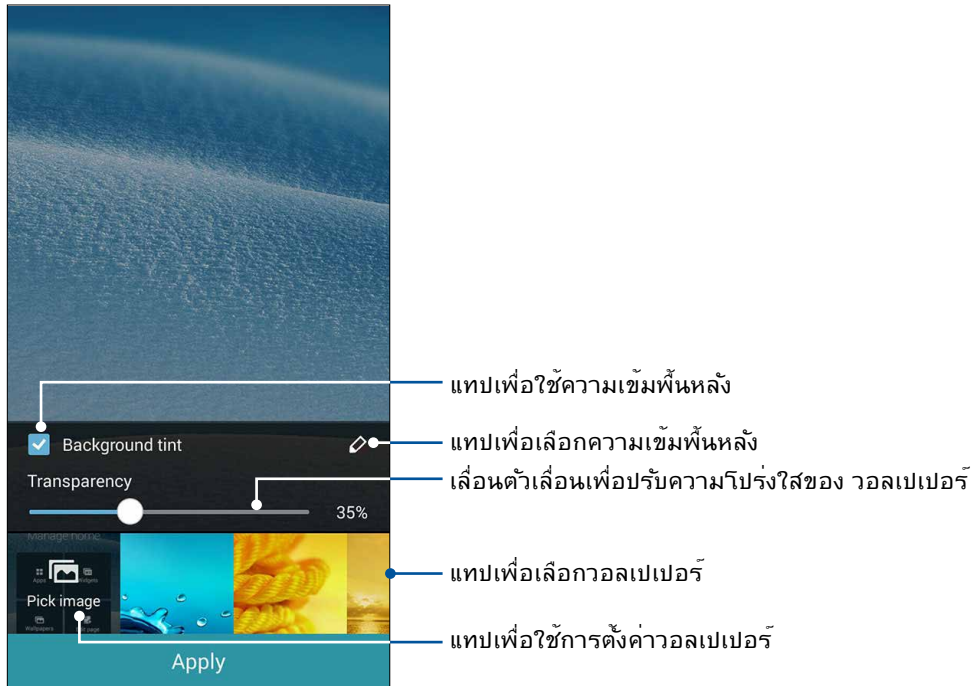 แทปเพื่อใช้ความเข้มพื้นหลัง
Background tint
แทปเพื่อเลือกความเข้มพื้นหลัง
Transparency
เลื่อนตัวเลื่อนเพื่อปรับความโปร่งใสของ วอลเปเปอร์
35%
Manage home
Apps
Widgets
แทปเพื่อเลือกวอลเปเปอร์
Pick image
Wallpapers
แทปเพื่อใช้การตั้งค่าวอลเปเปอร์
Apply